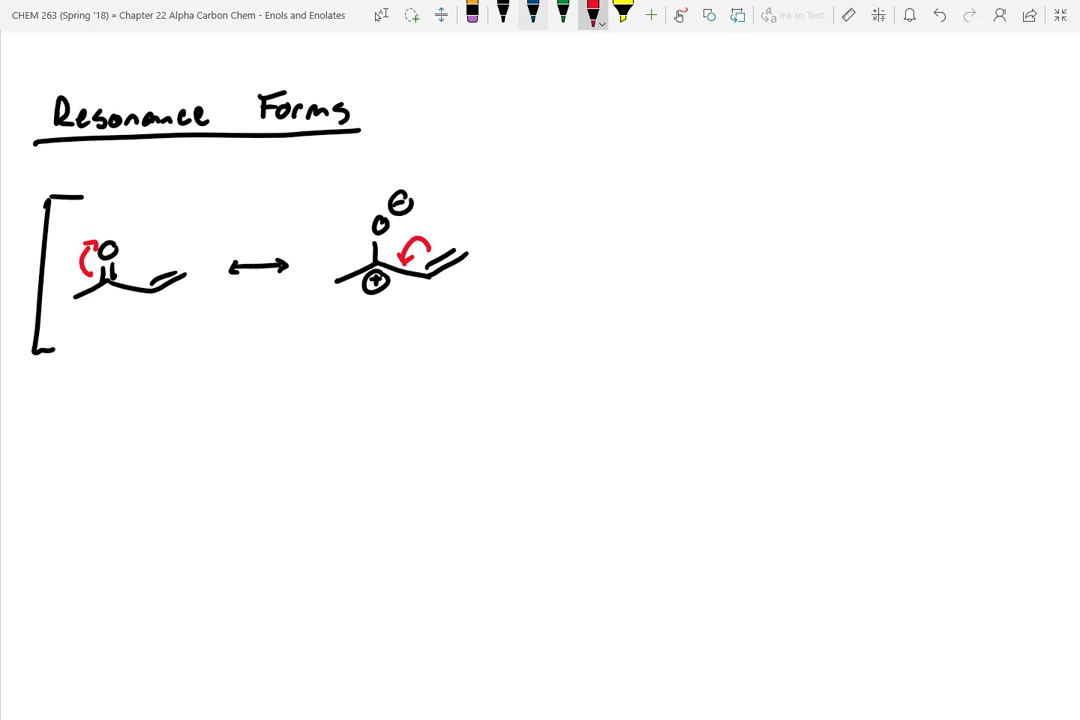 CHEM 263 (Spring '18) » Chapter 22 Alpha Carbon Chem - Enols and Enolates
Ink to Text
Resonance Forms
O
O ⊖
⊕